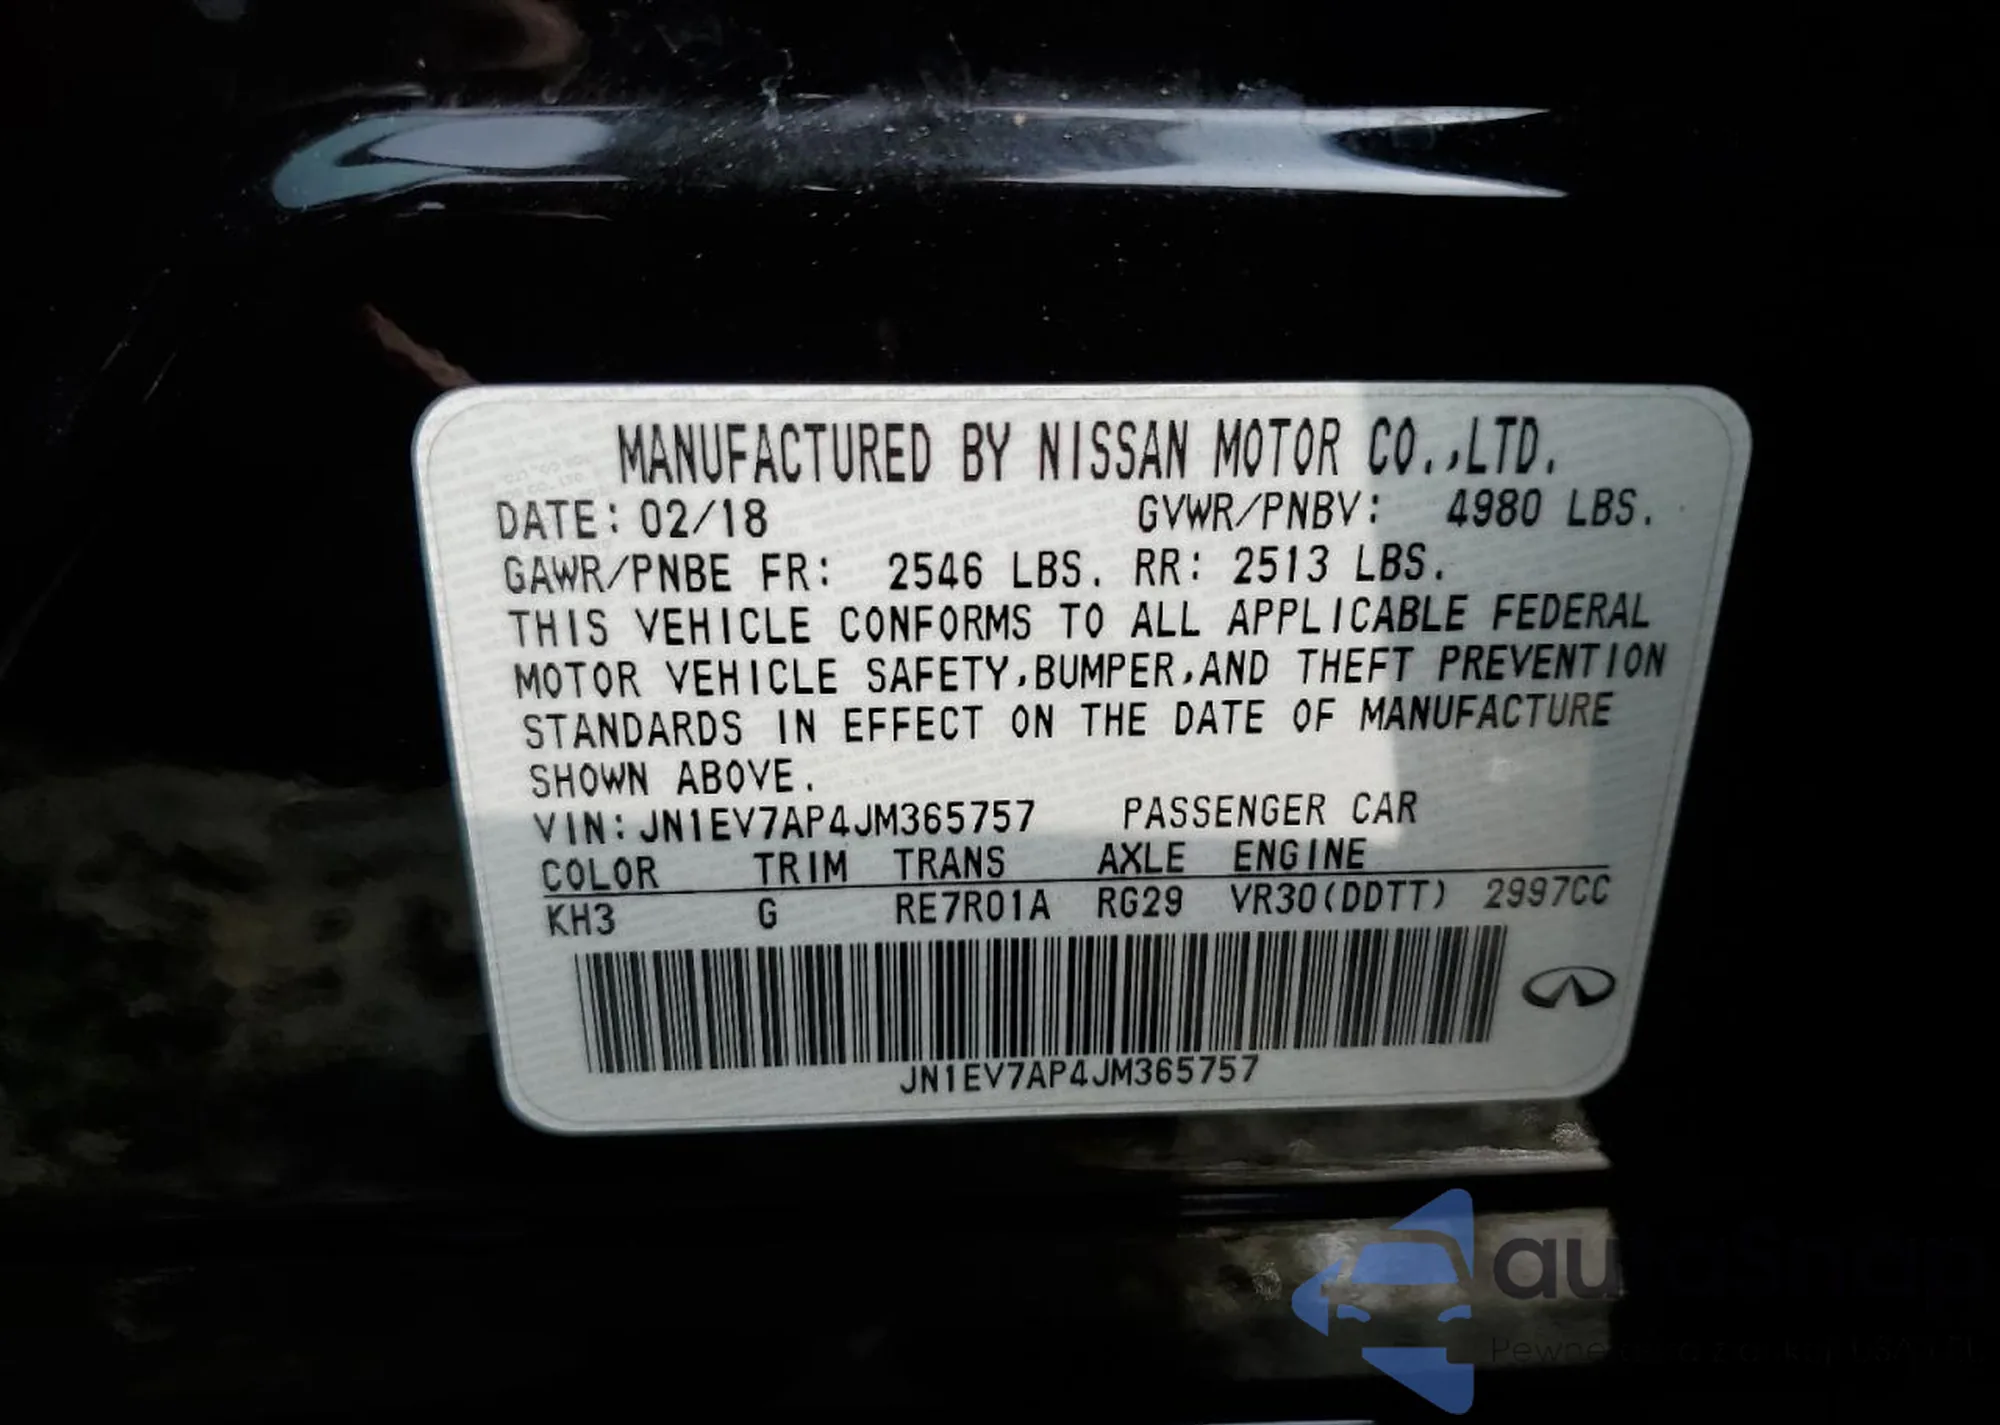 MANUFACTURED BY NISSAN MOTOR CO.,LTD.
DATE: 02/18 GVWR/PNBV: 4980 LBS.
GAWR/PNBE FR: 2546 LBS. RR: 2513 LBS.
THIS VEHICLE CONFORMS TO ALL APPLICABLE FEDERAL
MOTOR VEHICLE SAFETY,BUMPER,AND THEFT PREVENTION
STANDARDS IN EFFECT ON THE DATE OF MANUFACTURE
SHOWN ABOVE.
VIN: JN1EV7AP4JM365757 PASSENGER CAR
COLOR TRIM TRANS AXLE ENGINE
KH3 G RE7R01A RG29 VR30(DDTT) 2997CC
JN1EV7AP4JM365757
autoSnap